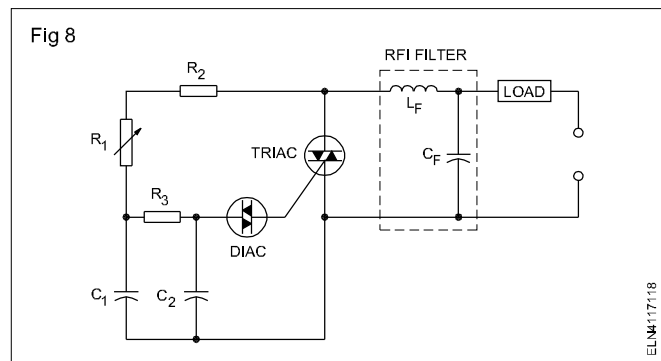 Fig 8
RFI FILTER
R2
LF
LOAD
R1
TRIAC
CF
R3
DIAC
C1
C2
ELN4117118